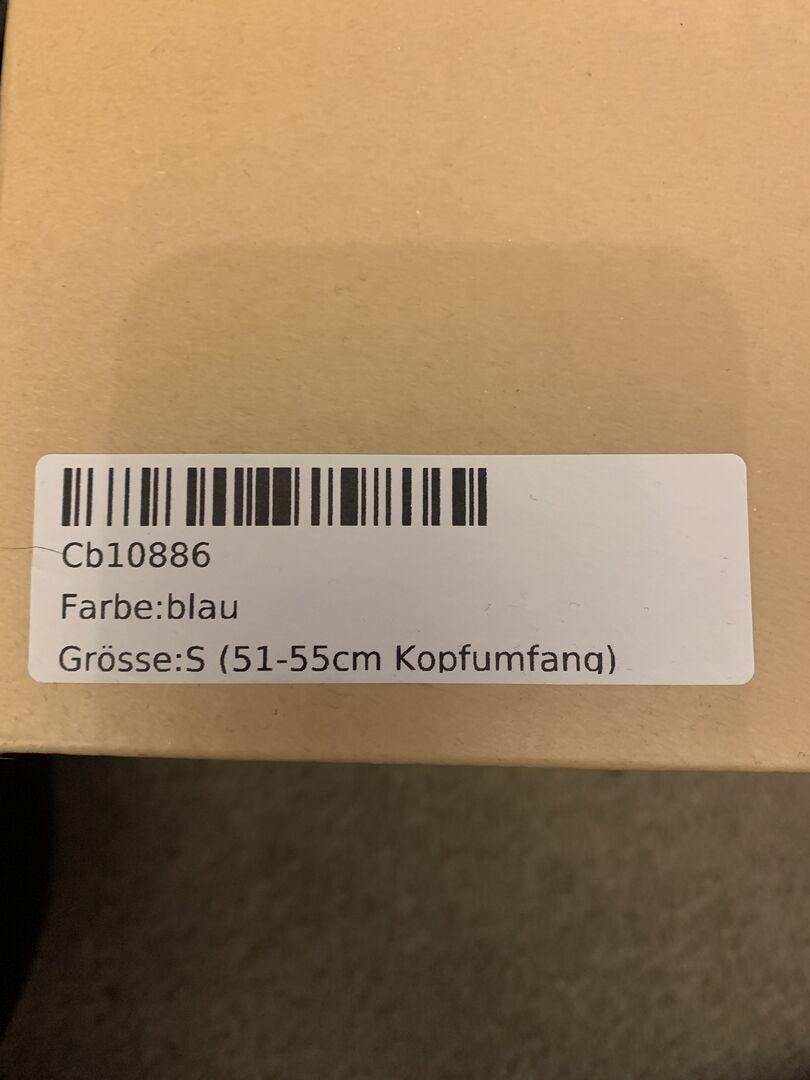 Cb10886
Farbe:blau
Grösse:S (51-55cm Kopfumfang)